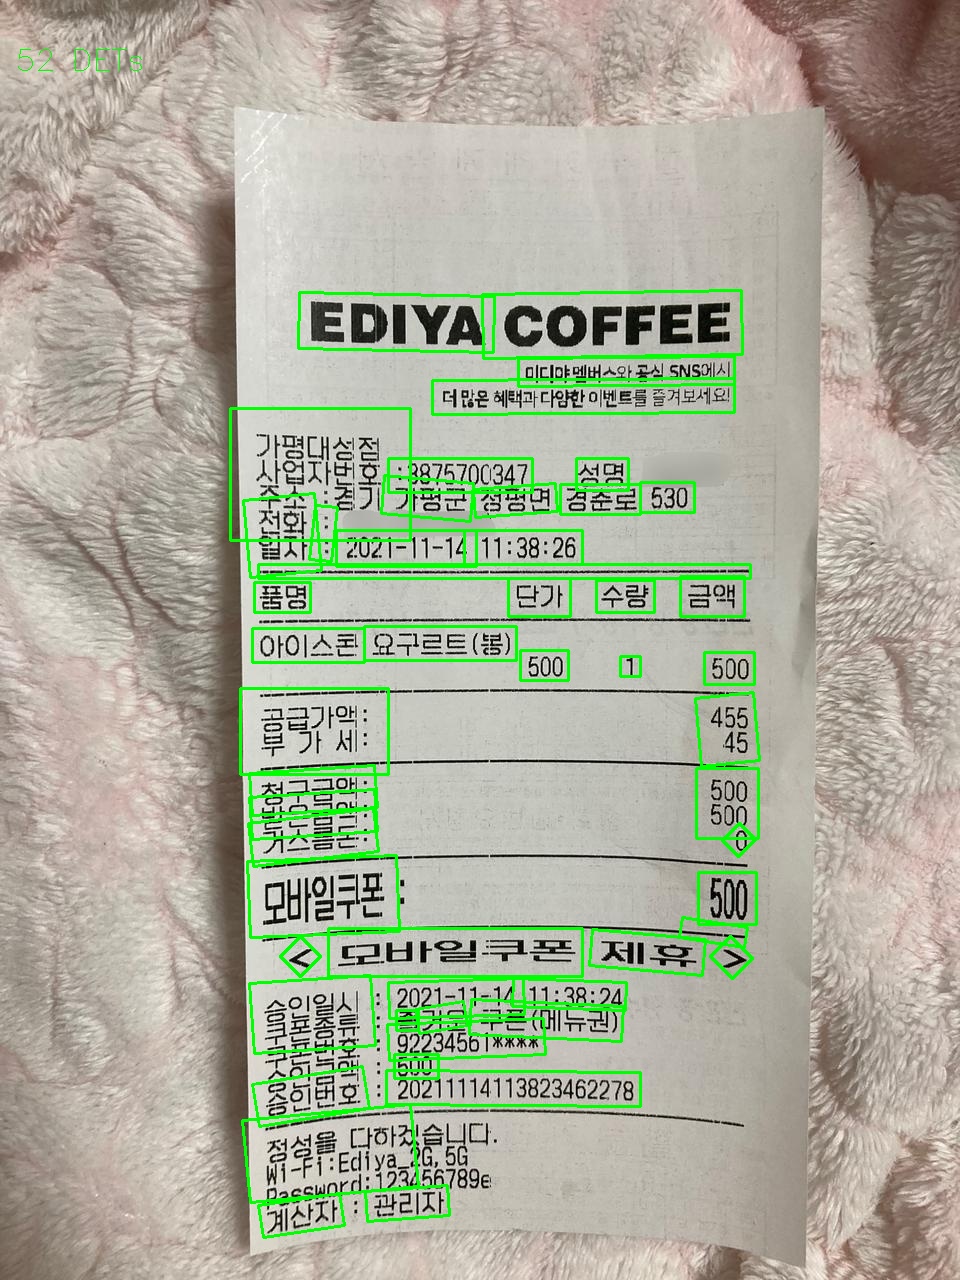 52 DETs
EDIYA COFFEE
이디야 멤버스와 공식 SNS에서
더 많은 혜택과 다양한 이벤트를 즐겨보세요!
가평대성점
사업자번호 :3875700347 성명
주소 :경기 가평군 청평면 경춘로 530
전화 :
일자 : 2021-11-14 11:38:26
품명 단가 수량 금액
아이스콘 요구르트(봉)
500 1 500
공급가액: 455
부 가 세: 45
청구금액: 500
받은금액: 500
거스름돈: 0
모바일쿠폰 : 500
< 모바일쿠폰 제휴 >
승인일시 : 2021-11-14 11:38:24
쿠폰종류 : 즐거운 쿠폰(메뉴권)
쿠폰번호 : 92234561****
승인금액 : 500
승인번호 : 20211114113823462278
정성을 다하겠습니다.
Wi-Fi:Ediya_2G,5G
Password:123456789e
계산자 : 관리자